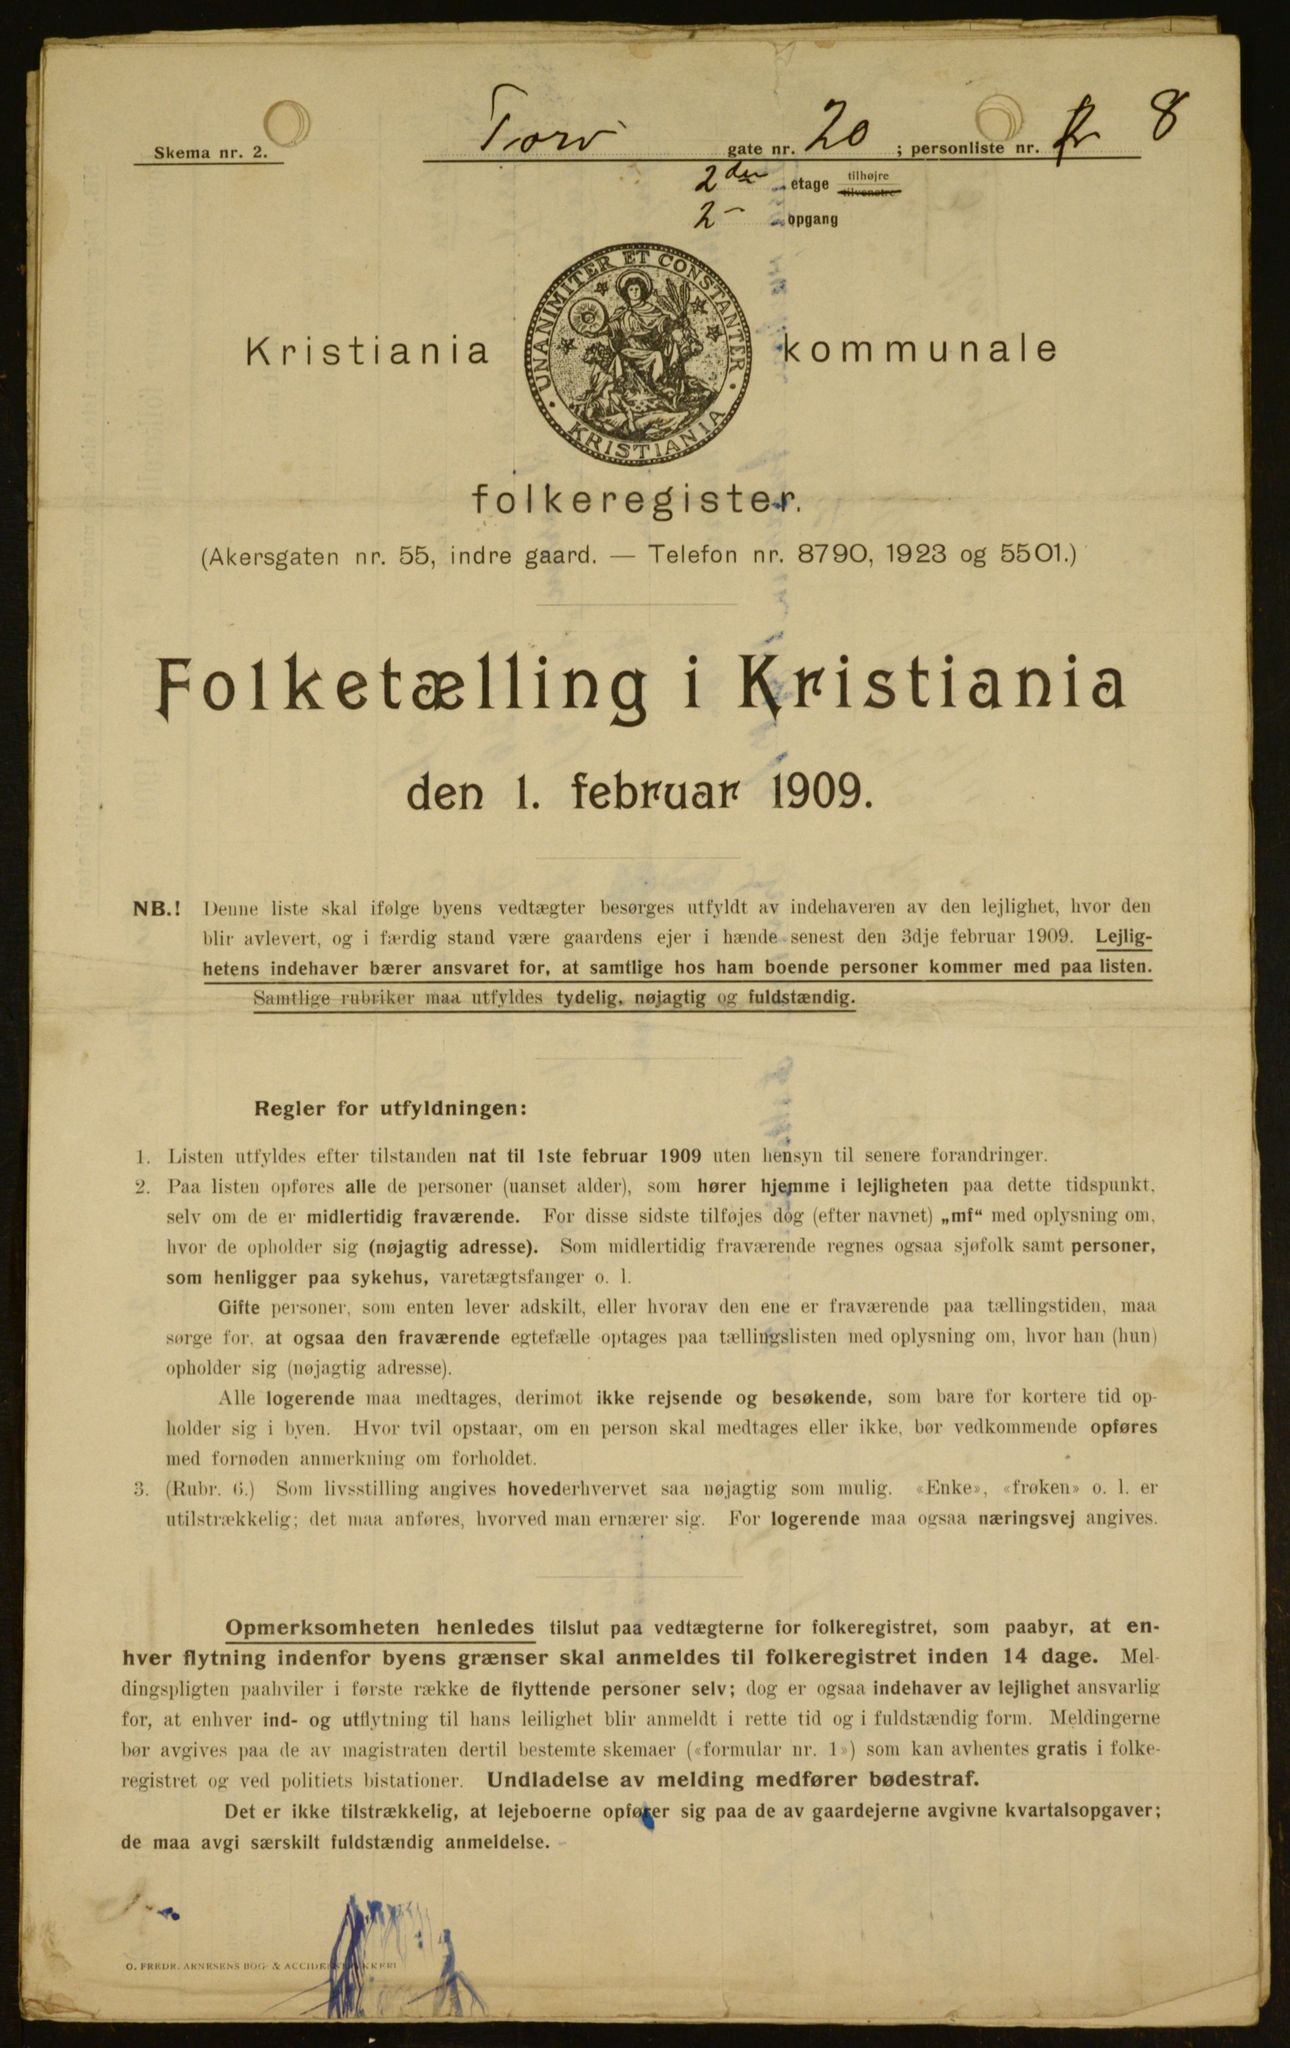 Skema nr. 2.
Torv gate nr. 20 ; personliste nr. 8
2den etage tilhøjre tilvenstre
2- opgang
UNANIMITER ET CONSTANTER
KRISTIANIA
Kristiania kommunale
folkeregister.
(Akersgaten nr. 55, indre gaard. — Telefon nr. 8790, 1923 og 5501.)
Folketælling i Kristiania
den 1. februar 1909.
NB.! Denne liste skal ifølge byens vedtægter besørges utfyldt av indehaveren av den lejlighet, hvor den
blir avlevert, og i færdig stand være gaardens ejer i hænde senest den 3dje februar 1909. Lejlig-
hetens indehaver bærer ansvaret for, at samtlige hos ham boende personer kommer med paa listen.
Samtlige rubriker maa utfyldes tydelig, nøjagtig og fuldstændig.
Regler for utfyldningen:
1. Listen utfyldes efter tilstanden nat til 1ste februar 1909 uten hensyn til senere forandringer.
2. Paa listen opføres alle de personer (uanset alder), som hører hjemme i lejligheten paa dette tidspunkt,
selv om de er midlertidig fraværende. For disse sidste tilføjes dog (efter navnet) „mf“ med oplysning om,
hvor de opholder sig (nøjagtig adresse). Som midlertidig fraværende regnes ogsaa sjøfolk samt personer,
som henligger paa sykehus, varetægtsfanger o. l.
Gifte personer, som enten lever adskilt, eller hvorav den ene er fraværende paa tællingstiden, maa
sørge for, at ogsaa den fraværende egtefælle optages paa tællingslisten med oplysning om, hvor han (hun)
opholder sig (nøjagtig adresse).
Alle logerende maa medtages, derimot ikke rejsende og besøkende, som bare for kortere tid op-
holder sig i byen. Hvor tvil opstaar, om en person skal medtages eller ikke, bør vedkommende opføres
med fornøden anmerkning om forholdet.
3. (Rubr. 6.) Som livsstilling angives hovederhvervet saa nøjagtig som mulig. «Enke», «frøken» o. l. er
utilstrækkelig; det maa anføres, hvorved man ernærer sig. For logerende maa ogsaa næringsvej angives.
Opmerksomheten henledes tilslut paa vedtægterne for folkeregistret, som paabyr, at en-
hver flytning indenfor byens grænser skal anmeldes til folkeregistret inden 14 dage. Mel-
dingspligten paahviler i første række de flyttende personer selv; dog er ogsaa indehaver av lejlighet ansvarlig
for, at enhver ind- og utflytning til hans leilighet blir anmeldt i rette tid og i fuldstændig form. Meldingerne
bør avgives paa de av magistraten dertil bestemte skemaer («formular nr. 1») som kan avhentes gratis i folke-
registret og ved politiets bistationer. Undladelse av melding medfører bødestraf.
Det er ikke tilstrækkelig, at lejeboerne opfører sig paa de av gaardejerne avgivne kvartalsopgaver;
de maa avgi særskilt fuldstændig anmeldelse.
O. FREDR. ARNESENS BOG- & ACCIDENSTRYKKERI